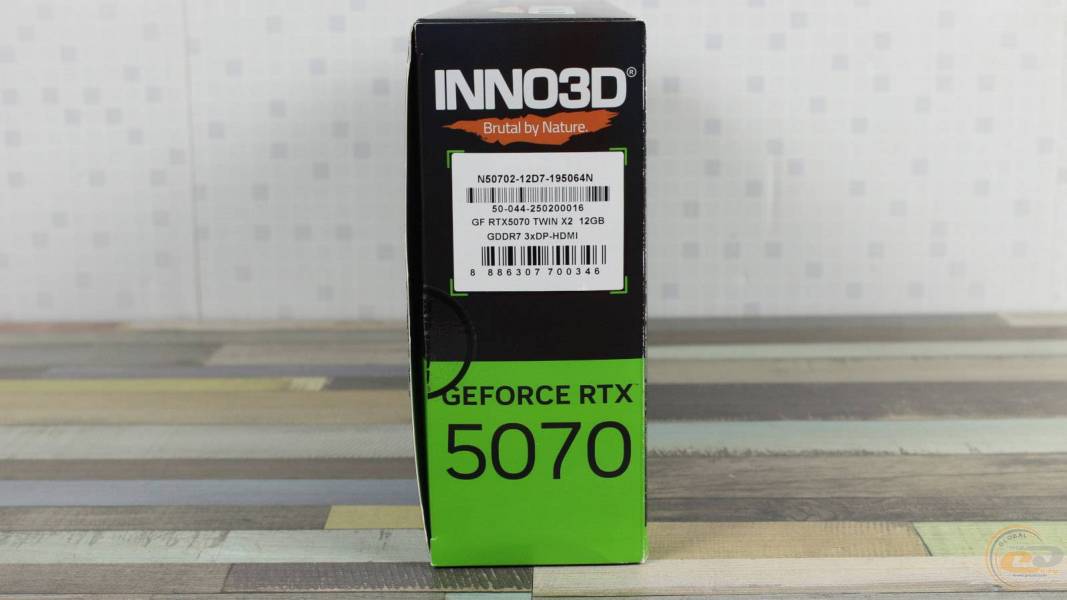 INNO3D®
Brutal by Nature.
N50702-12D7-195064N
50-044-250200016
GF RTX5070 TWIN X2 12GB
GDDR7 3xDP-HDMI
8 886307 700346
GEFORCE RTX
5070
GLOBAL